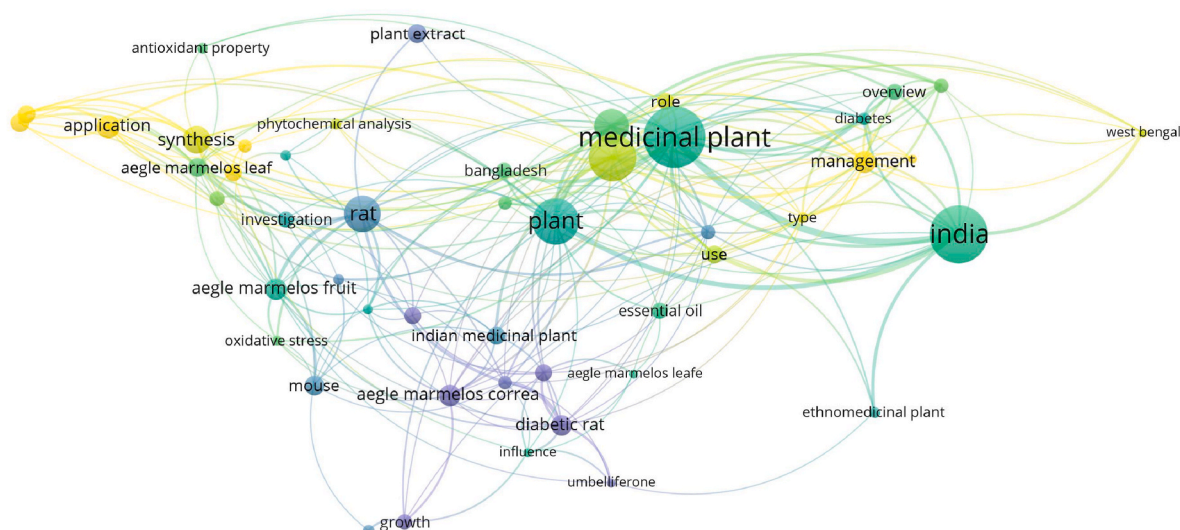 plant extract
antioxidant property
role
overview
diabetes
application
synthesis
phytochemical analysis
medicinal plant
west bengal
aegle marmelos leaf
bangladesh
management
rat
investigation
plant
type
india
use
aegle marmelos fruit
essential oil
oxidative stress
indian medicinal plant
mouse
aegle marmelos leafe
aegle marmelos correa
ethnomedicinal plant
diabetic rat
influence
umbelliferone
growth